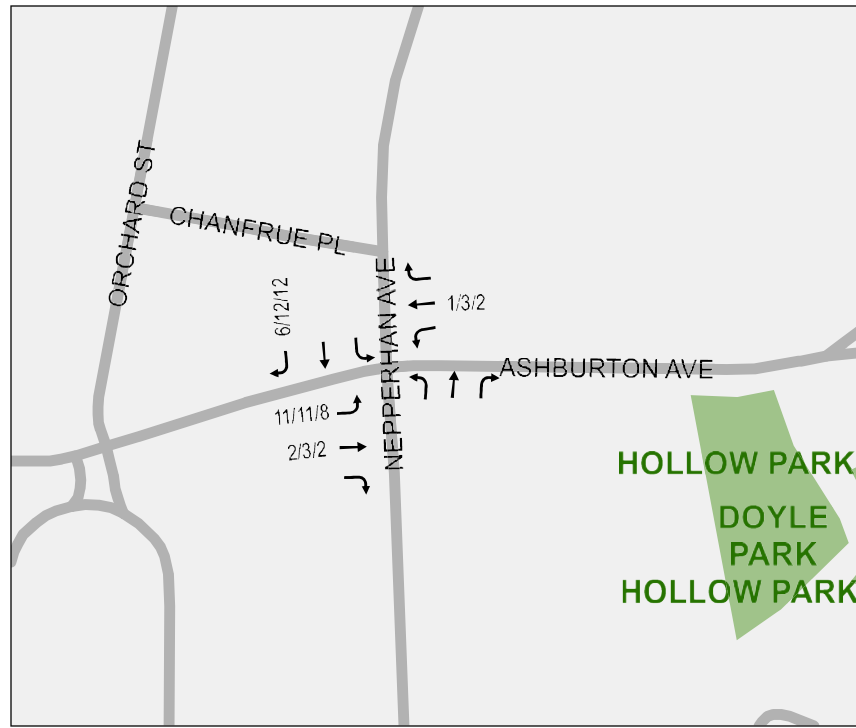 ORCHARD ST
CHANFRUE PL
NEPPERHAN AVE
6/12/12
1/3/2
ASHBURTON AVE
11/11/8
2/3/2
HOLLOW PARK
DOYLE
PARK
HOLLOW PARK